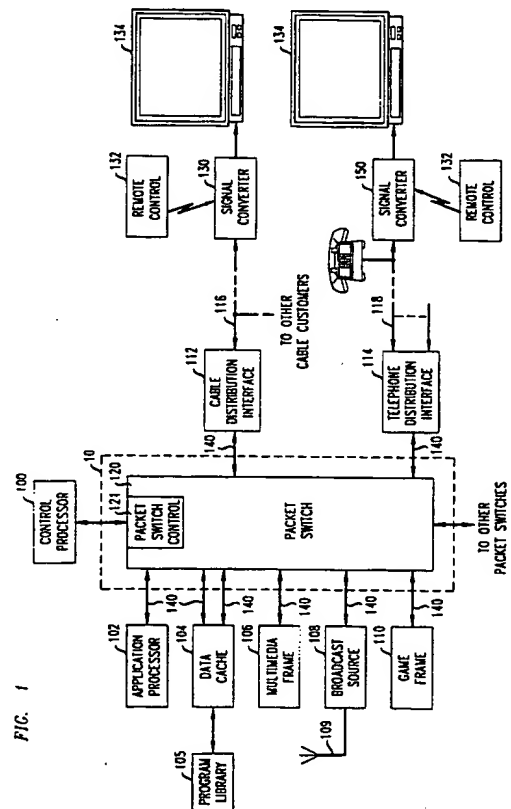 FIG. 1
100
CONTROL
PROCESSOR
10
120
121
PACKET
SWITCH
CONTROL
PACKET
SWITCH
TO OTHER
PACKET SWITCHES
102
APPLICATION
PROCESSOR
140
104
DATA
CACHE
140
140
105
PROGRAM
LIBRARY
106
MULTIMEDIA
FRAME
140
108
BROADCAST
SOURCE
140
109
110
GAME
FRAME
140
112
CABLE
DISTRIBUTION
INTERFACE
140
116
TO OTHER
CABLE CUSTOMERS
132
REMOTE
CONTROL
130
SIGNAL
CONVERTER
134
114
TELEPHONE
DISTRIBUTION
INTERFACE
140
118
150
SIGNAL
CONVERTER
132
REMOTE
CONTROL
134